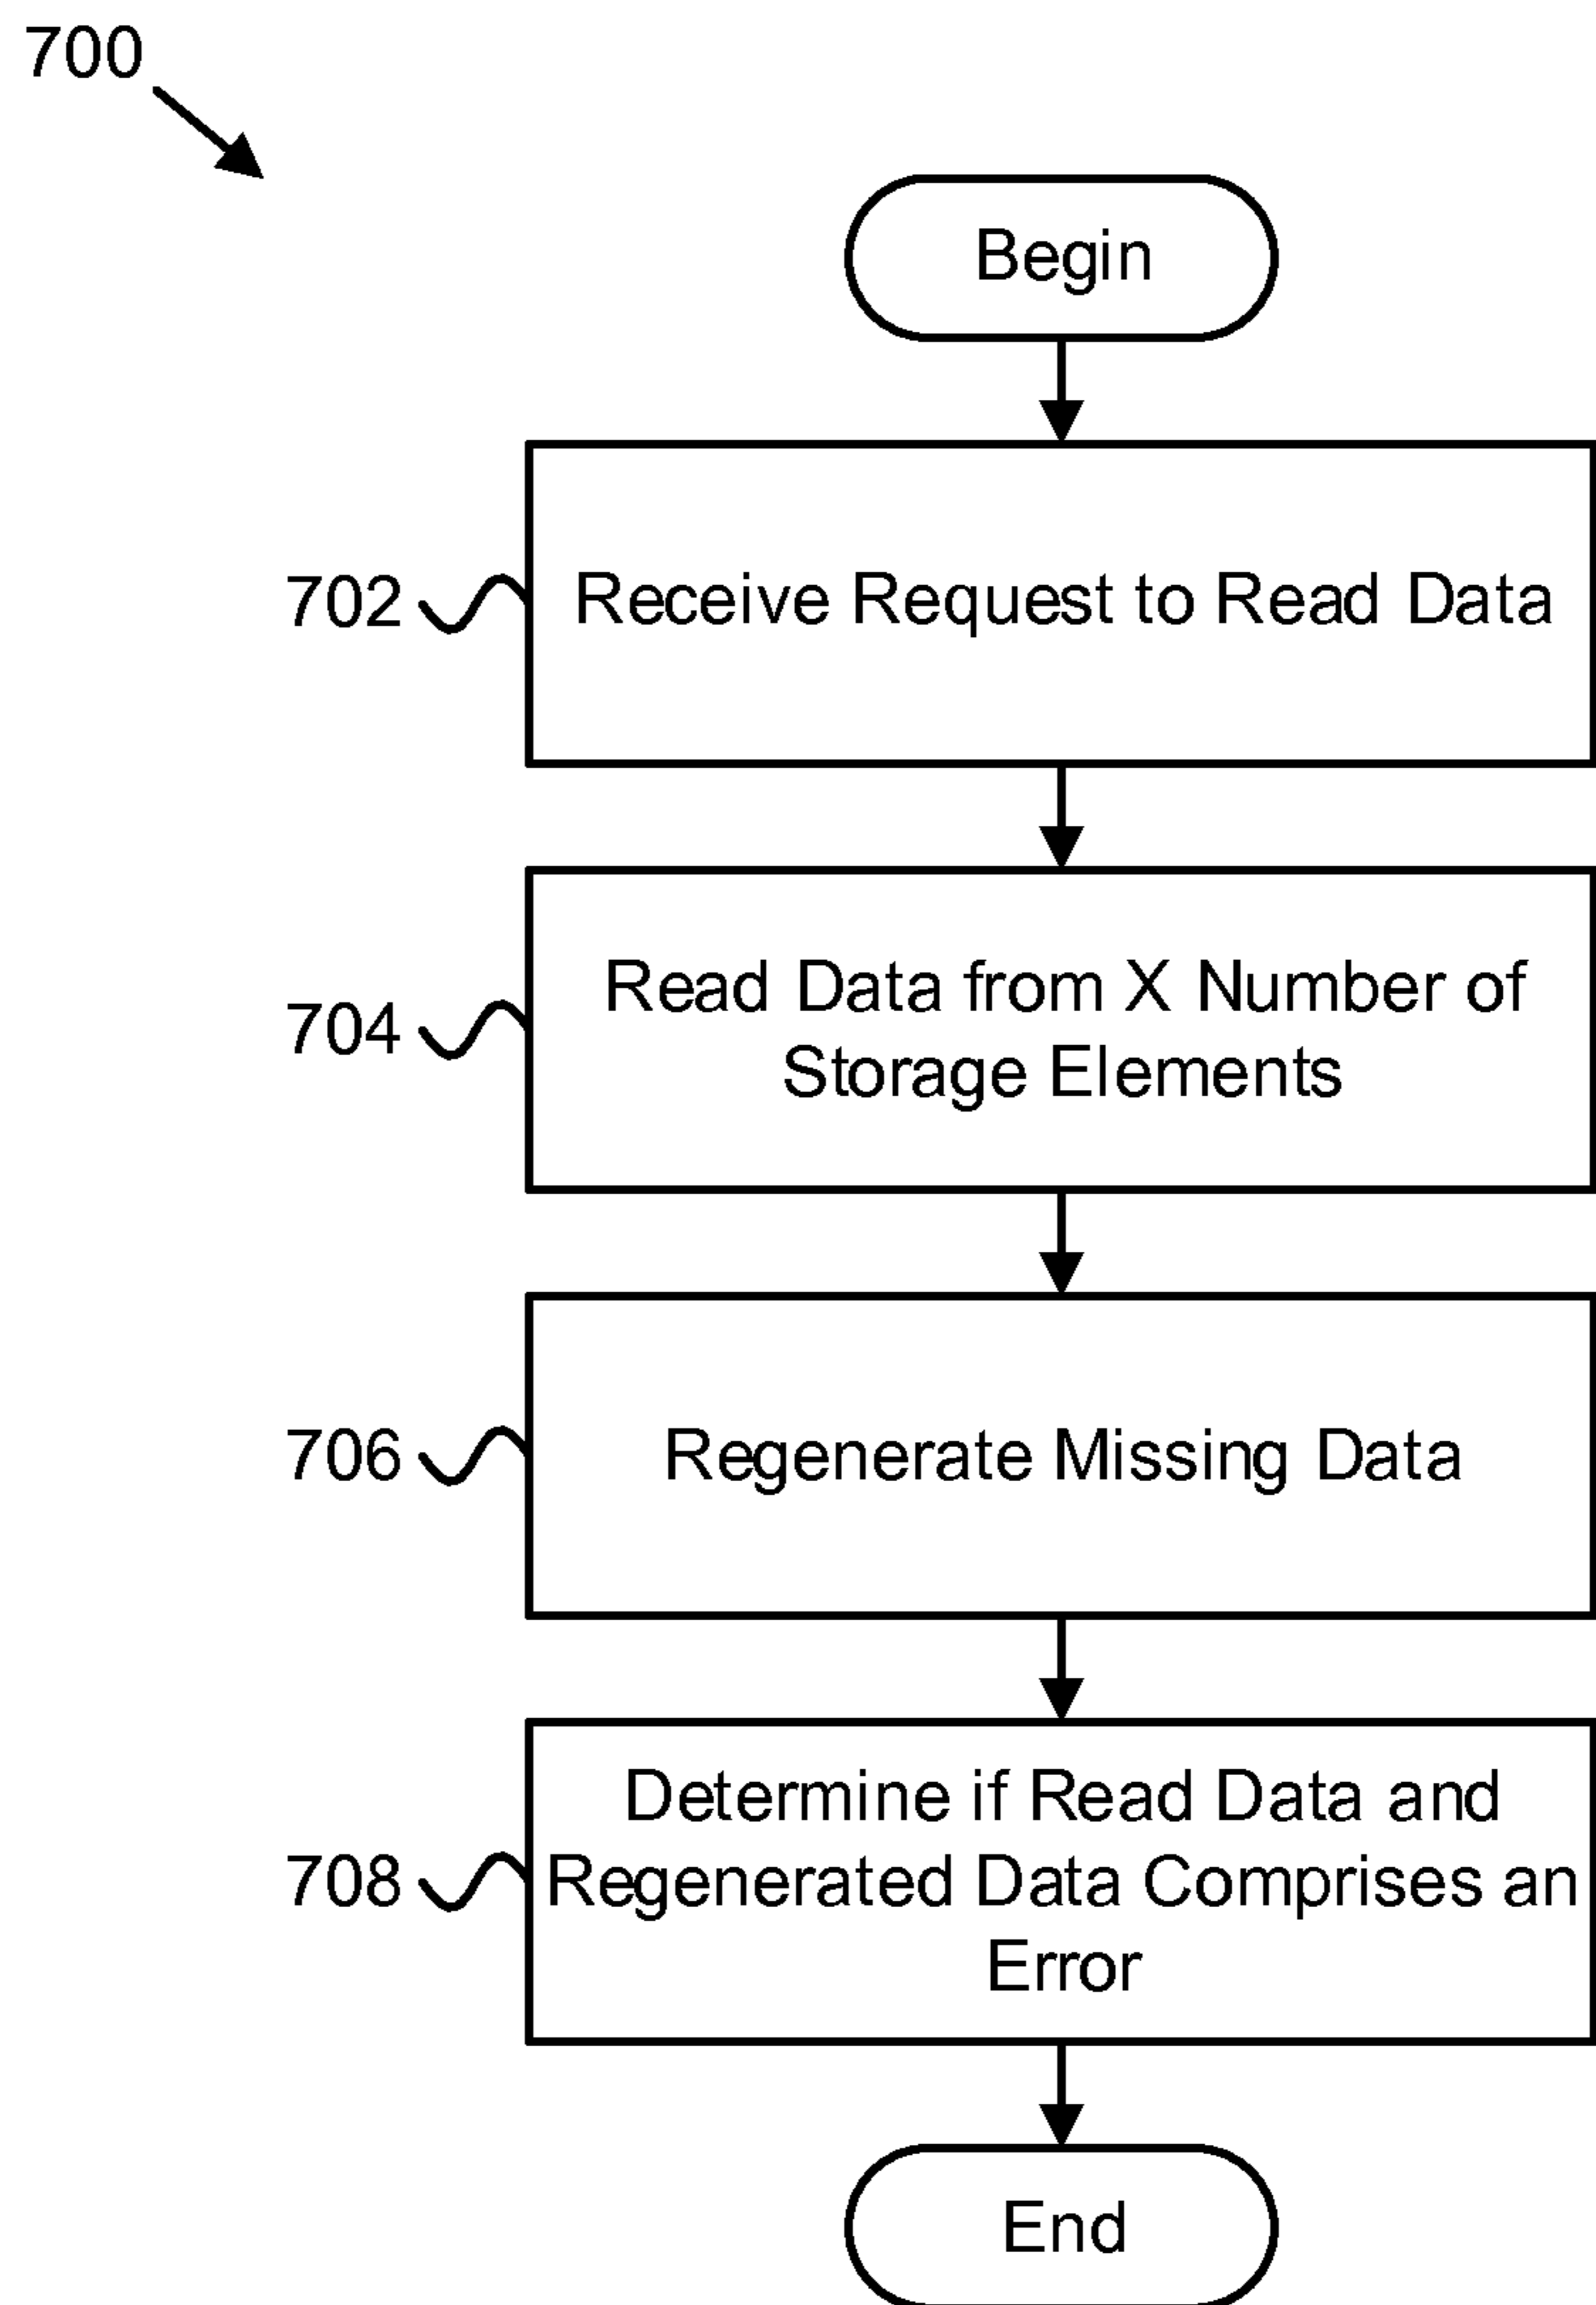 700
Begin
702
Receive Request to Read Data
704
Read Data from X Number of
Storage Elements
706
Regenerate Missing Data
708
Determine if Read Data and
Regenerated Data Comprises an
Error
End